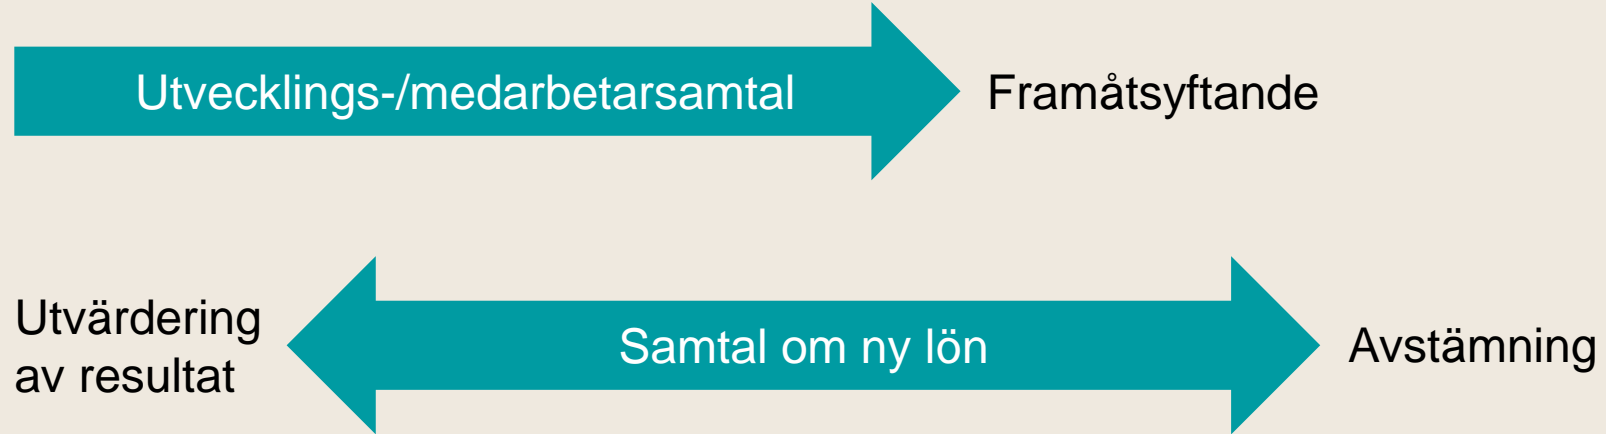 Utvecklings-/medarbetarsamtal
Framåtsyftande
Utvärdering
av resultat
Samtal om ny lön
Avstämning